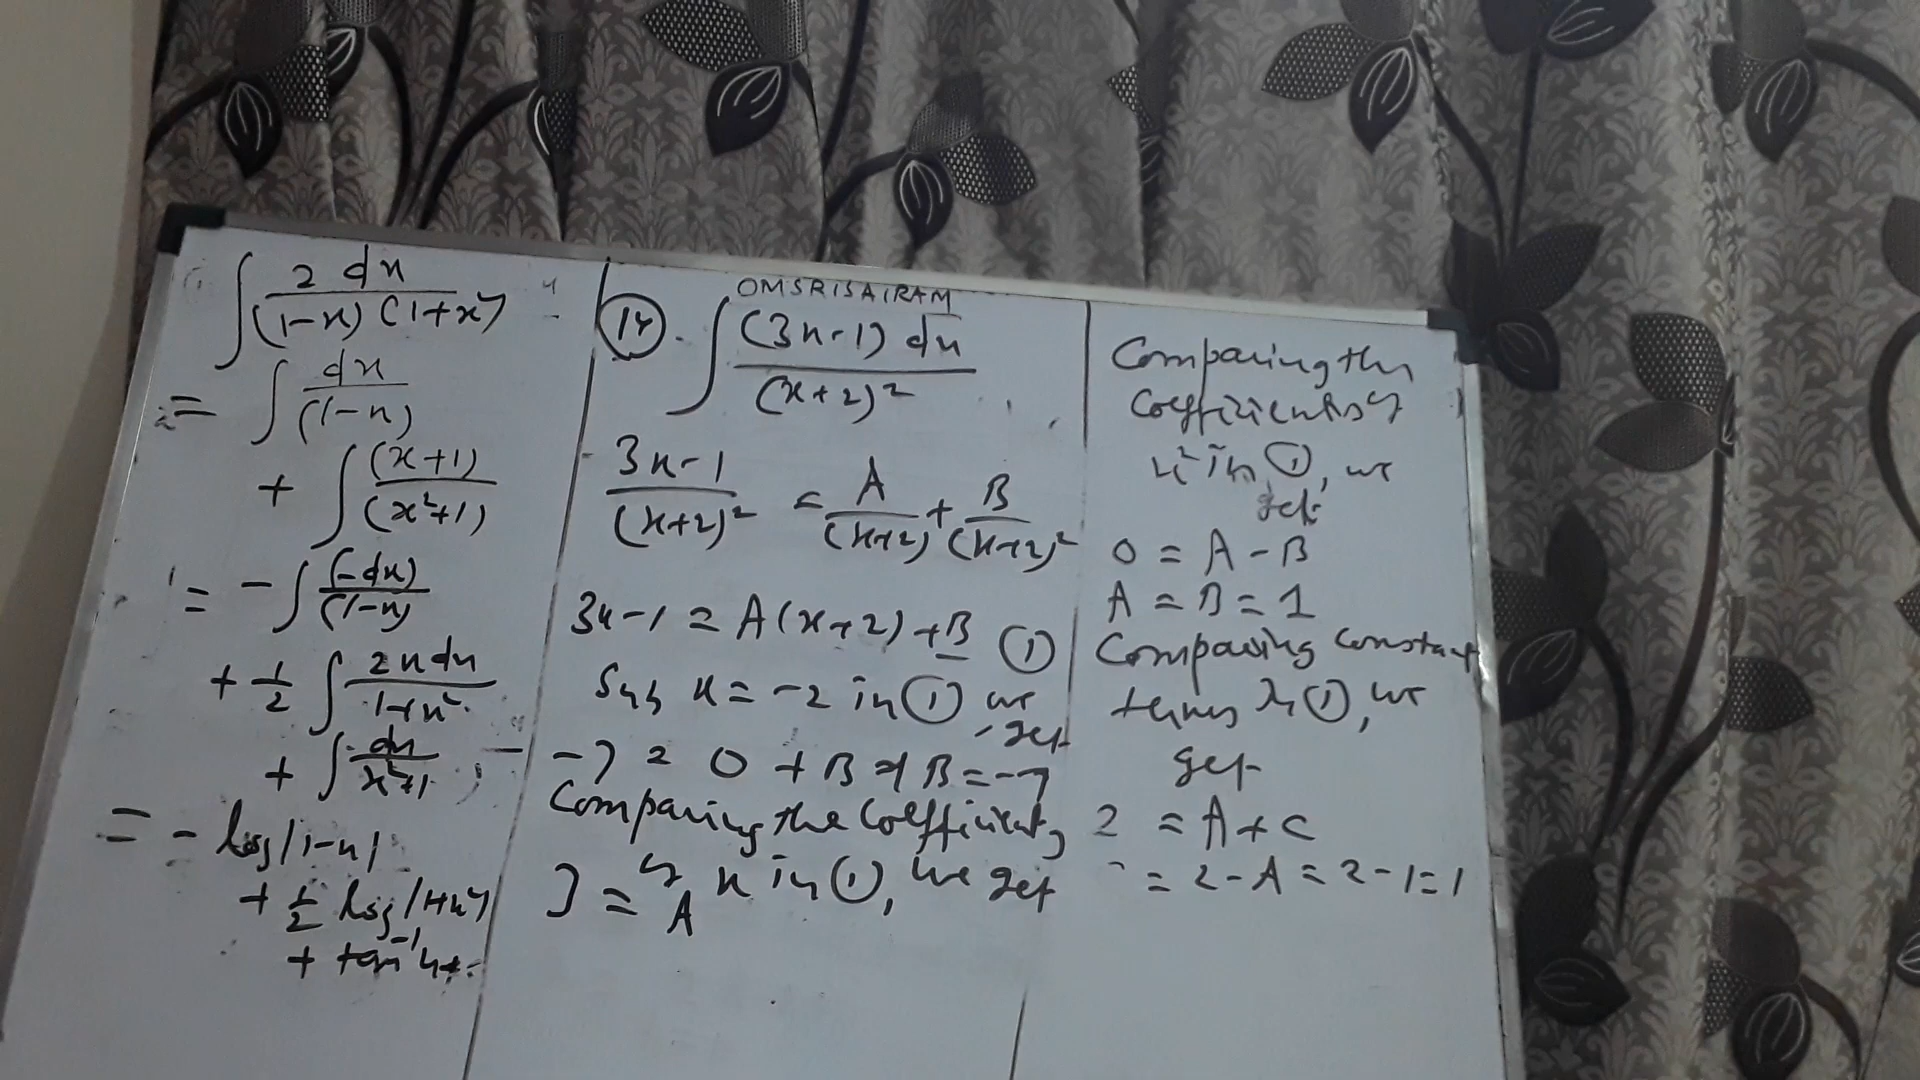 ∫ 2 dx / (1-x) (1+x²)
= ∫ dx / (1-x)
+ ∫ (x+1) / (x²+1)
= - ∫ (-dx) / (1-x)
+ 1/2 ∫ 2x dx / 1+x²
+ ∫ dx / x²+1
= - log |1-x|
+ 1/2 log |1+x²|
+ tan⁻¹x +
OMSRISAIRAM
∫ (3x-1) dx / (x+2)²
3x-1 / (x+2)² = A / (x+2) + B / (x+2)²
3x-1 = A(x+2) + B ①
Sub x = -2 in ① we get
-7 = 0 + B ⇒ B = -7
Comparing the Coefficients
of x in ①, we get
3 = A
Comparing the
Coefficients of
x² in ①, we
get
0 = A - B
A = B = 1
Comparing constant
terms in ①, we
get
2 = A + C
= 2 - A = 2 - 1 = 1